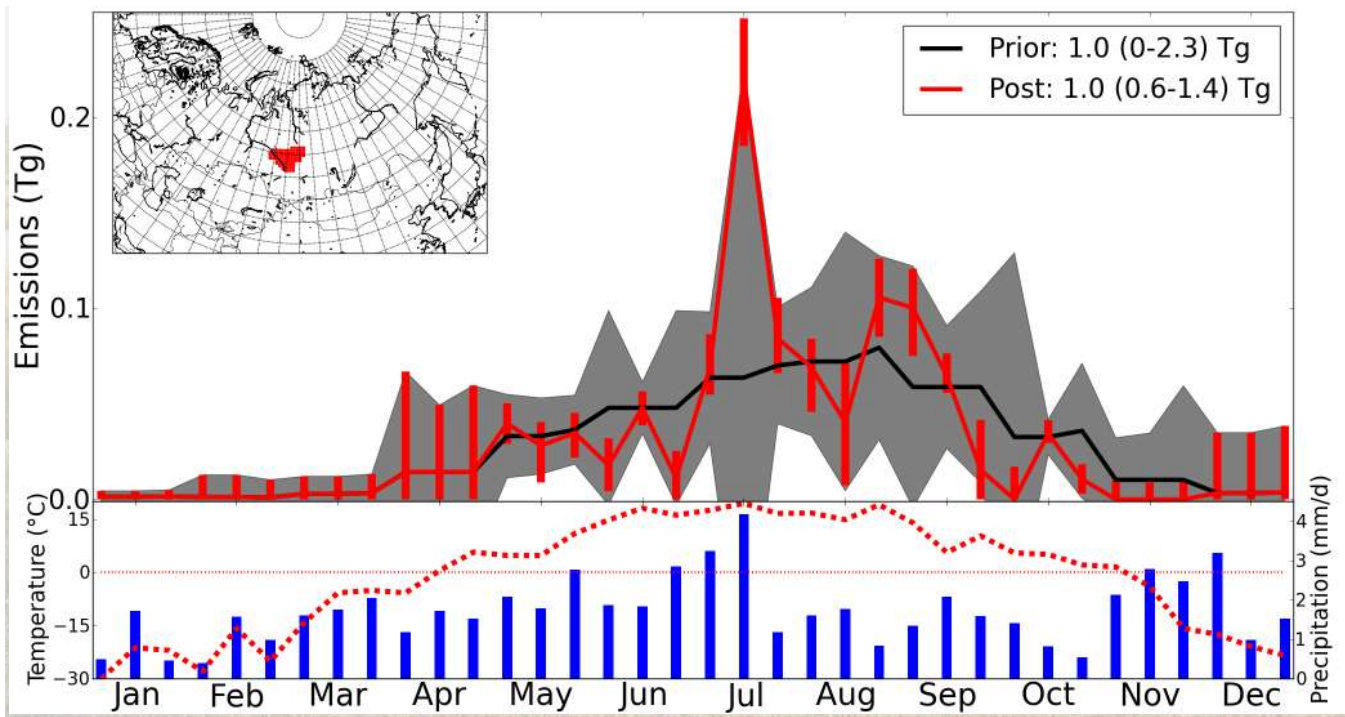 Prior: 1.0 (0-2.3) Tg
Post: 1.0 (0.6-1.4) Tg
Emissions (Tg)
0.2
0.1
0.0
Temperature (°C)
15
0
−15
−30
Precipitation (mm/d)
4
3
2
1
0
Jan Feb Mar Apr May Jun Jul Aug Sep Oct Nov Dec